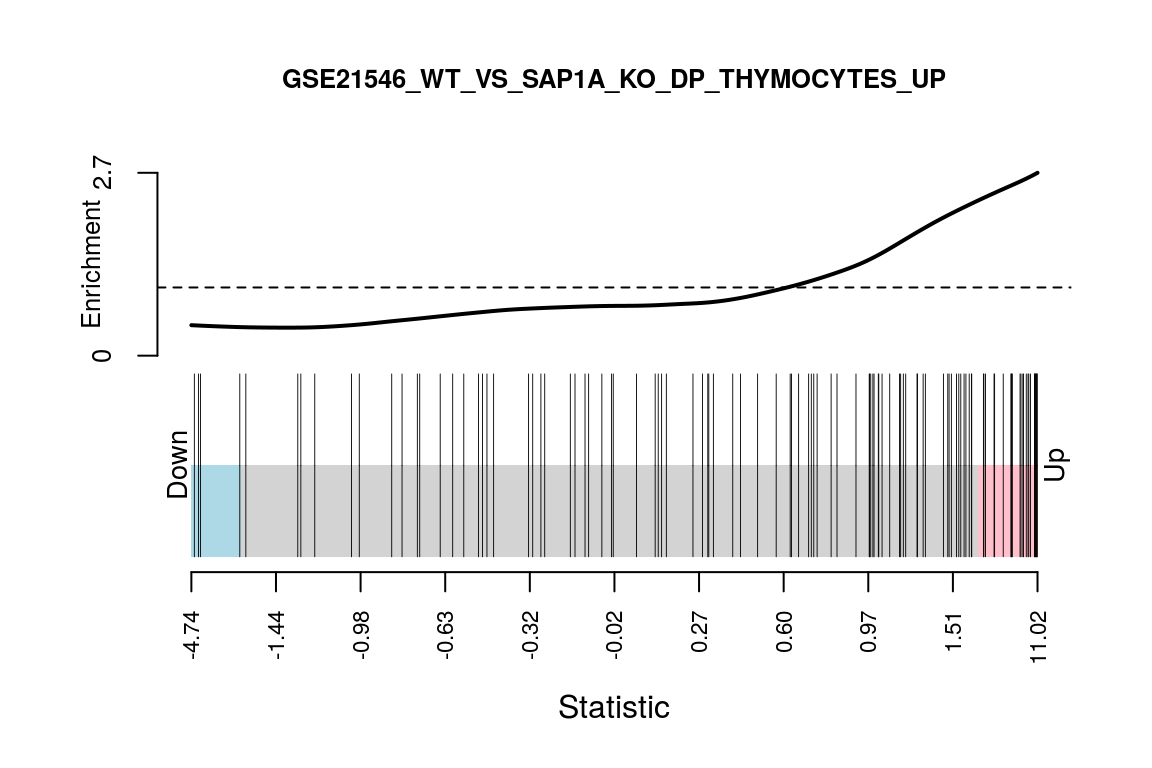 GSE21546_WT_VS_SAP1A_KO_DP_THYMOCYTES_UP
Enrichment
2.7
0
Down
Up
-4.74
-1.44
-0.98
-0.63
-0.32
-0.02
0.27
0.60
0.97
1.51
11.02
Statistic